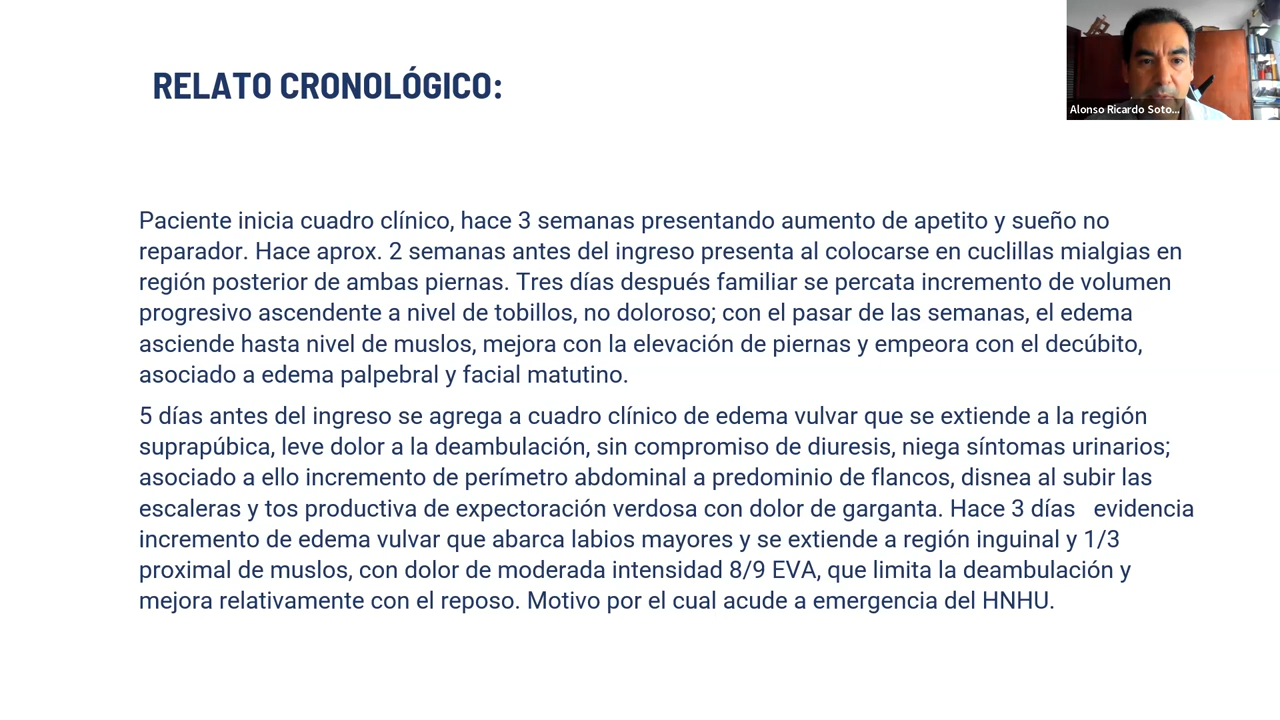 RELATO CRONOLÓGICO:
Alonso Ricardo Soto...
Paciente inicia cuadro clínico, hace 3 semanas presentando aumento de apetito y sueño no
reparador. Hace aprox. 2 semanas antes del ingreso presenta al colocarse en cuclillas mialgias en
región posterior de ambas piernas. Tres días después familiar se percata incremento de volumen
progresivo ascendente a nivel de tobillos, no doloroso; con el pasar de las semanas, el edema
asciende hasta nivel de muslos, mejora con la elevación de piernas y empeora con el decúbito,
asociado a edema palpebral y facial matutino.
5 días antes del ingreso se agrega a cuadro clínico de edema vulvar que se extiende a la región
suprapúbica, leve dolor a la deambulación, sin compromiso de diuresis, niega síntomas urinarios;
asociado a ello incremento de perímetro abdominal a predominio de flancos, disnea al subir las
escaleras y tos productiva de expectoración verdosa con dolor de garganta. Hace 3 días evidencia
incremento de edema vulvar que abarca labios mayores y se extiende a región inguinal y 1/3
proximal de muslos, con dolor de moderada intensidad 8/9 EVA, que limita la deambulación y
mejora relativamente con el reposo. Motivo por el cual acude a emergencia del HNHU.